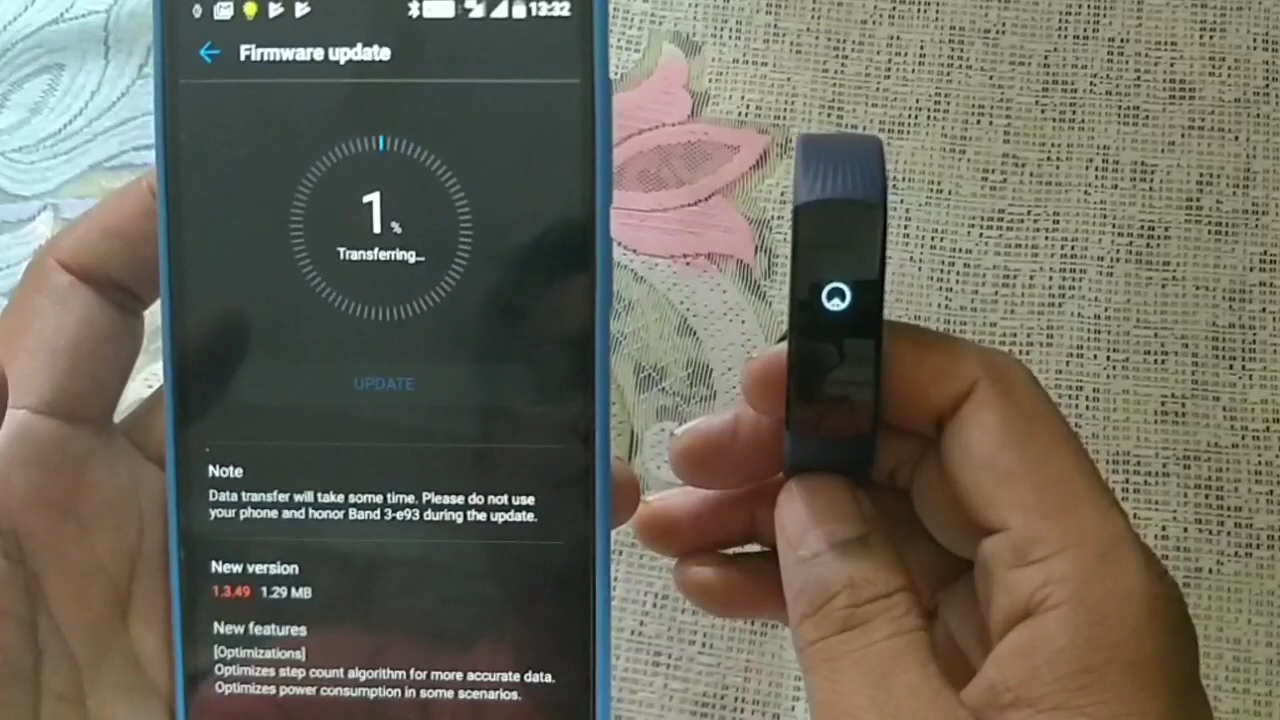 13:32
Firmware update
1%
Transferring...
UPDATE
Note
Data transfer will take some time. Please do not use
your phone and honor Band 3-e93 during the update.
New version
1.3.49 1.29 MB
New features
[Optimizations]
Optimizes step count algorithm for more accurate data.
Optimizes power consumption in some scenarios.